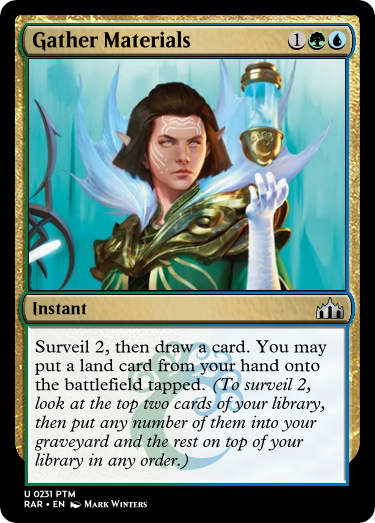 Gather Materials 1
Instant
Surveil 2, then draw a card. You may
put a land card from your hand onto
the battlefield tapped. (To surveil 2,
look at the top two cards of your library,
then put any number of them into your
graveyard and the rest on top of your
library in any order.)
U 0231 PTM
RAR • EN Mark Winters